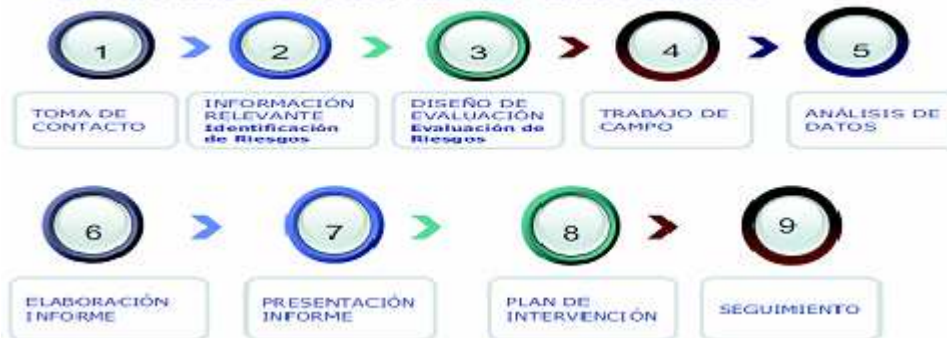 1
2
3
4
5
TOMA DE
CONTACTO
INFORMACIÓN
RELEVANTE
Identificación
de Riesgos
DISEÑO DE
EVALUACIÓN
Evaluación de
Riesgos
TRABAJO DE
CAMPO
ANÁLISIS DE
DATOS
6
7
8
9
ELABORACIÓN
INFORME
PRESENTACIÓN
INFORME
PLAN DE
INTERVENCIÓN
SEGUIMIENTO